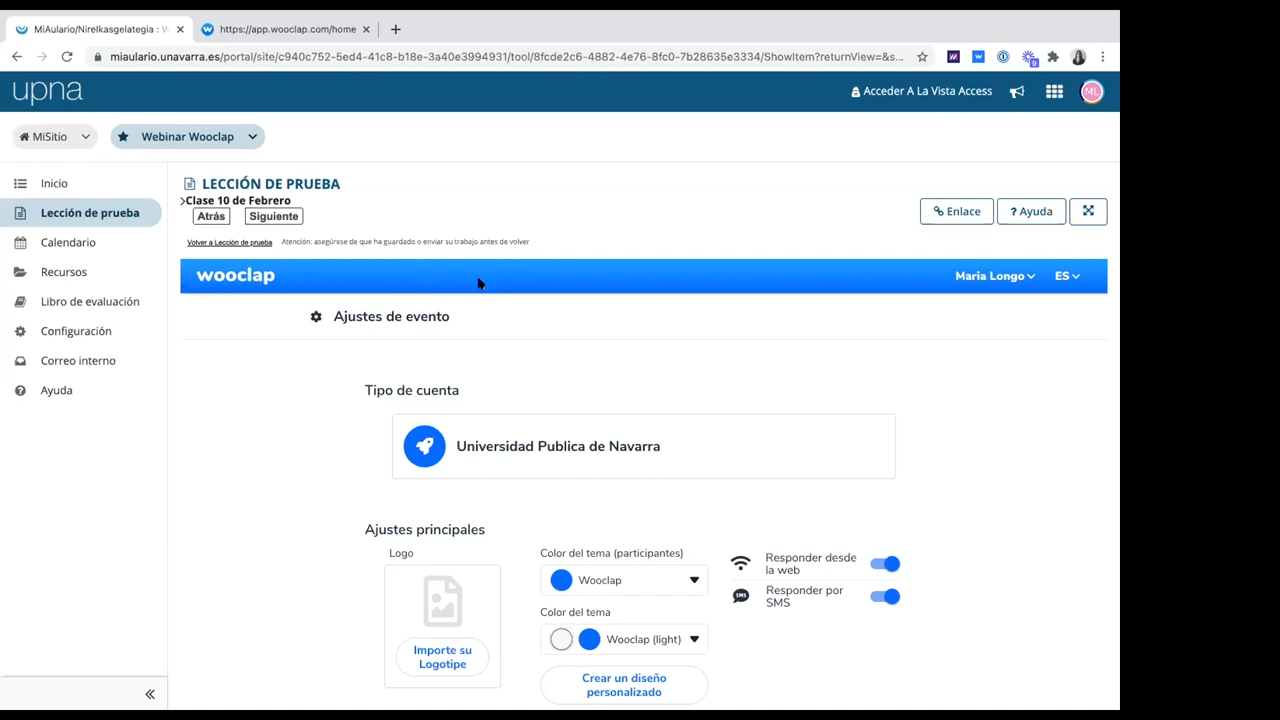 MiAulario/Nirelkasgelategia : W
https://app.wooclap.com/home
miaulario.unavarra.es/portal/site/c940c752-5ed4-41c8-b18e-3a40e3994931/tool/8fcde2c6-4882-4e76-8fc0-7b28635e3334/ShowItem?returnView=&s...
upna
Acceder A La Vista Access
ML
MiSitio
Webinar Wooclap
Inicio
Lección de prueba
Calendario
Recursos
Libro de evaluación
Configuración
Correo interno
Ayuda
LECCIÓN DE PRUEBA
>Clase 10 de Febrero
Atrás
Siguiente
Enlace
? Ayuda
Volver a Lección de prueba
Atención: asegúrese de que ha guardado o enviar su trabajo antes de volver
wooclap
Maria Longo
ES
Ajustes de evento
Tipo de cuenta
Universidad Publica de Navarra
Ajustes principales
Logo
Importe su
Logotipe
Color del tema (participantes)
Wooclap
Color del tema
Wooclap (light)
Crear un diseño
personalizado
Responder desde
la web
SMS
Responder por
SMS